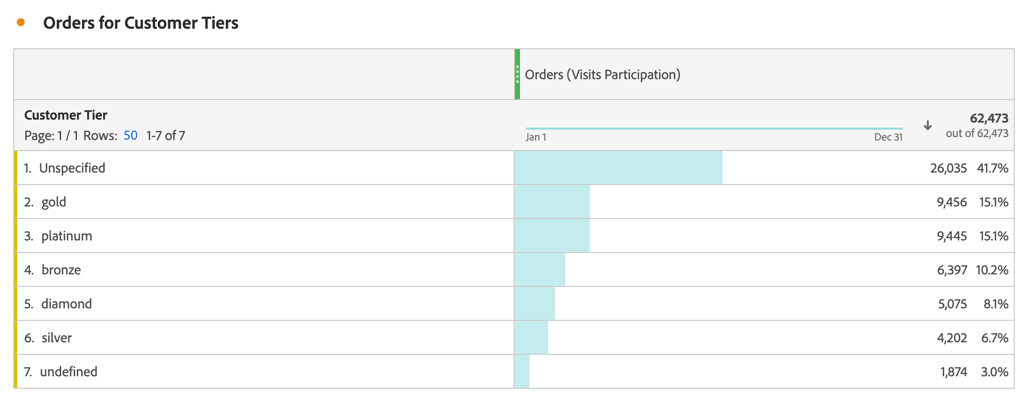 Orders for Customer Tiers
Orders (Visits Participation)
Customer Tier
Page: 1 / 1 Rows: 50 1-7 of 7
Jan 1 Dec 31
62,473
out of 62,473
1. Unspecified 26,035 41.7%
2. gold 9,456 15.1%
3. platinum 9,445 15.1%
4. bronze 6,397 10.2%
5. diamond 5,075 8.1%
6. silver 4,202 6.7%
7. undefined 1,874 3.0%